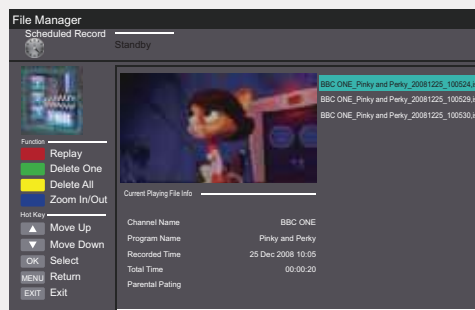 File Manager
Scheduled Record
Standby
BBC ONE_Pinky and Perky_20081225_100524,i
BBC ONE_Pinky and Perky_20081225_100529,i
BBC ONE_Pinky and Perky_20081225_100530,i
Function
Replay
Delete One
Delete All
Zoom In/Out
Hot Key
Move Up
Move Down
OK Select
MENU Return
EXIT Exit
Current Playing File Info
Channel Name BBC ONE
Program Name Pinky and Perky
Recorded Time 25 Dec 2008 10:05
Total Time 00:00:20
Parental Pating